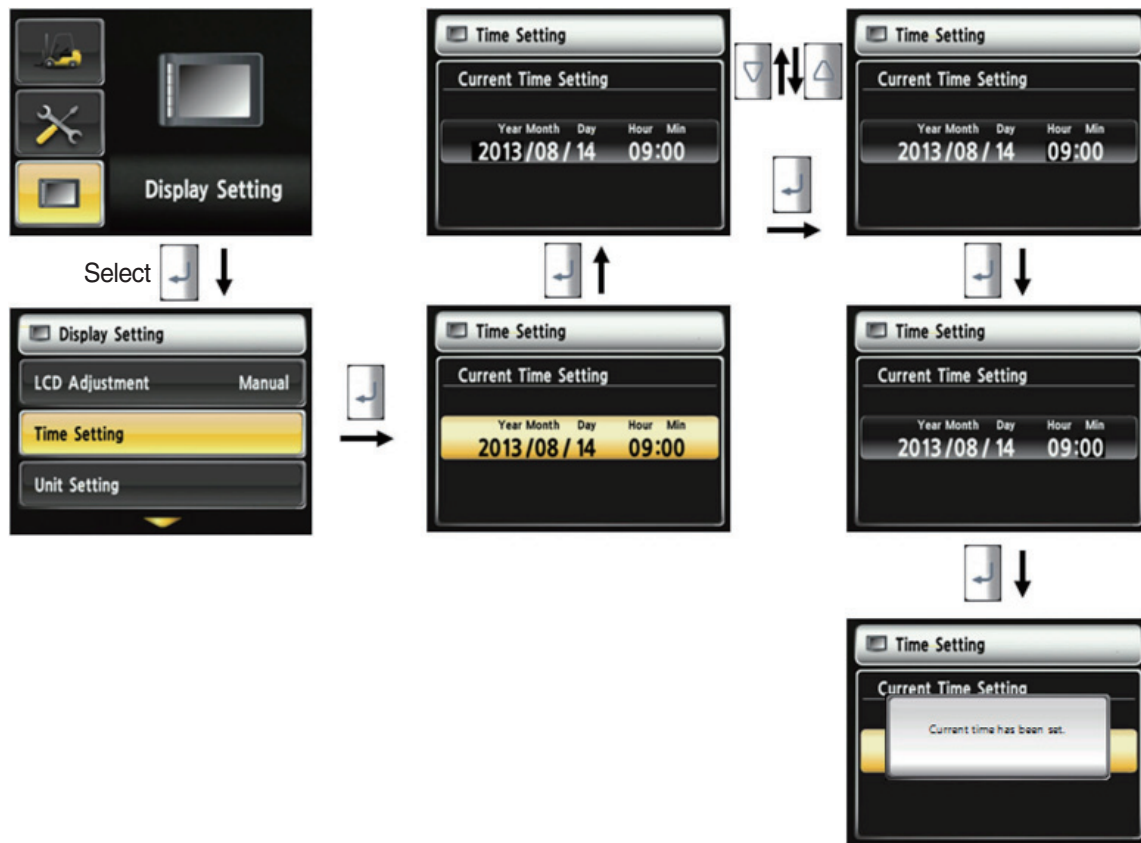 Display Setting
Select
Display Setting
LCD Adjustment Manual
Time Setting
Unit Setting
Time Setting
Current Time Setting
Year Month Day Hour Min
2013/08/14 09:00
Time Setting
Current Time Setting
Year Month Day Hour Min
2013/08/14 09:00
Time Setting
Current Time Setting
Year Month Day Hour Min
2013/08/14 09:00
Time Setting
Current Time Setting
Year Month Day Hour Min
2013/08/14 09:00
Time Setting
Current Time Setting
Current time has been set.